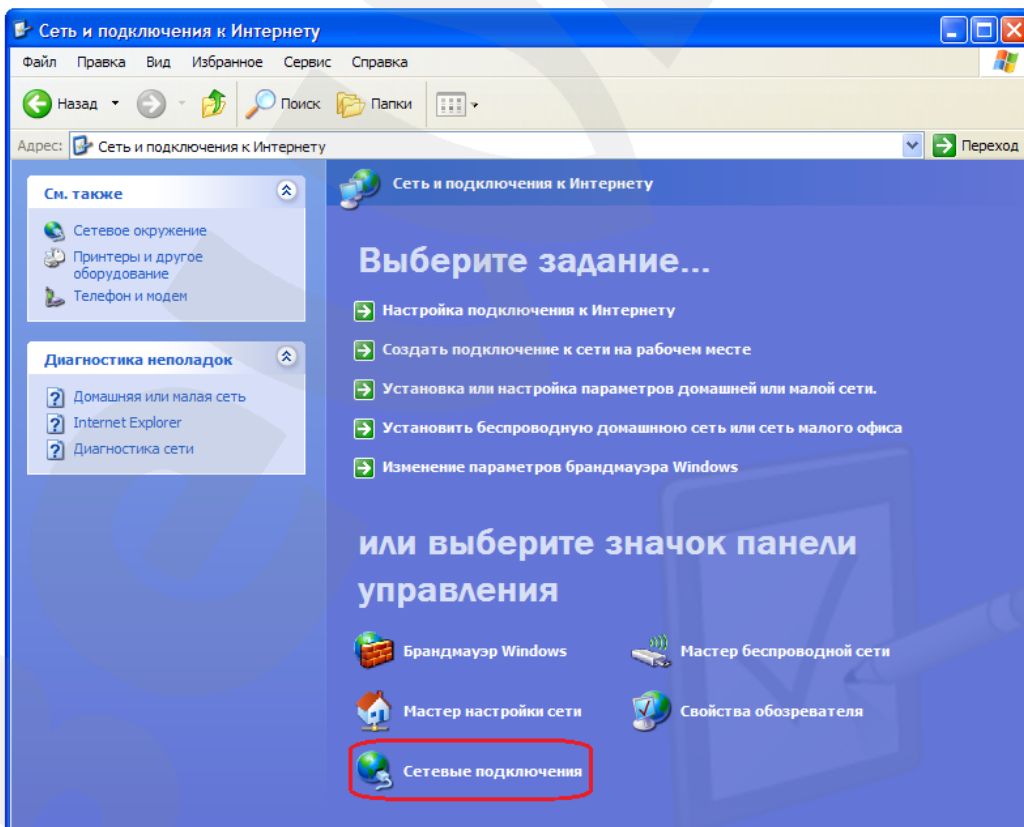 Сеть и подключения к Интернету
Файл Правка Вид Избранное Сервис Справка
Назад Поиск Папки
Адрес: Сеть и подключения к Интернету Переход
См. также
Сетевое окружение
Принтеры и другое
оборудование
Телефон и модем
Диагностика неполадок
Домашняя или малая сеть
Internet Explorer
Диагностика сети
Сеть и подключения к Интернету
Выберите задание...
Настройка подключения к Интернету
Создать подключение к сети на рабочем месте
Установка или настройка параметров домашней или малой сети.
Установить беспроводную домашнюю сеть или сеть малого офиса
Изменение параметров брандмауэра Windows
или выберите значок панели
управления
Брандмауэр Windows
Мастер беспроводной сети
Мастер настройки сети
Свойства обозревателя
Сетевые подключения